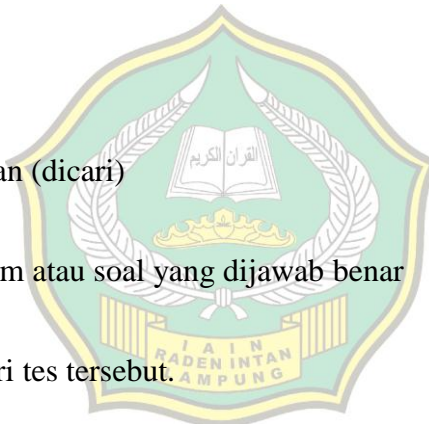 القرآن الكريم
an (dicari)
m atau soal yang dijawab benar
I A I N
RADEN INTAN
ri tes tersebut.
LAMPUNG